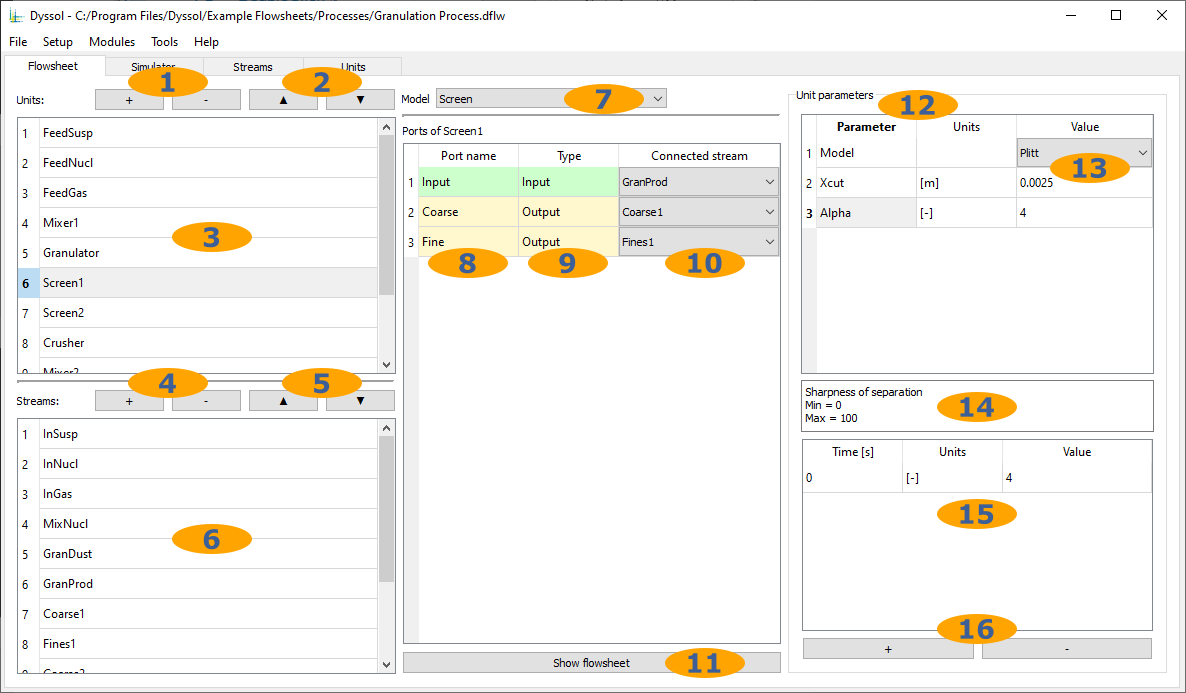 Dyssol - C:/Program Files/Dyssol/Example Flowsheets/Processes/Granulation Process.dflw
File Setup Modules Tools Help
Flowsheet Simulator Streams Units
Units: + - ▲ ▼
1 2
1 FeedSusp
2 FeedNucl
3 FeedGas
4 Mixer1
5 Granulator
6 Screen1
7 Screen2
8 Crusher
9 Mixer2
3
4 5
Streams: + - ▲ ▼
1 InSusp
2 InNucl
3 InGas
4 MixNucl
5 GranDust
6 GranProd
7 Coarse1
8 Fines1
9 Coarse2
6
Model Screen 7
Ports of Screen1
Port name Type Connected stream
1 Input Input GranProd
2 Coarse Output Coarse1
3 Fine Output Fines1
8 9 10
Show flowsheet 11
Unit parameters
12
Parameter Units Value
1 Model Plitt
13
2 Xcut [m] 0.0025
3 Alpha [-] 4
Sharpness of separation
Min = 0
Max = 100
14
Time [s] Units Value
0 [-] 4
15
16
+ -